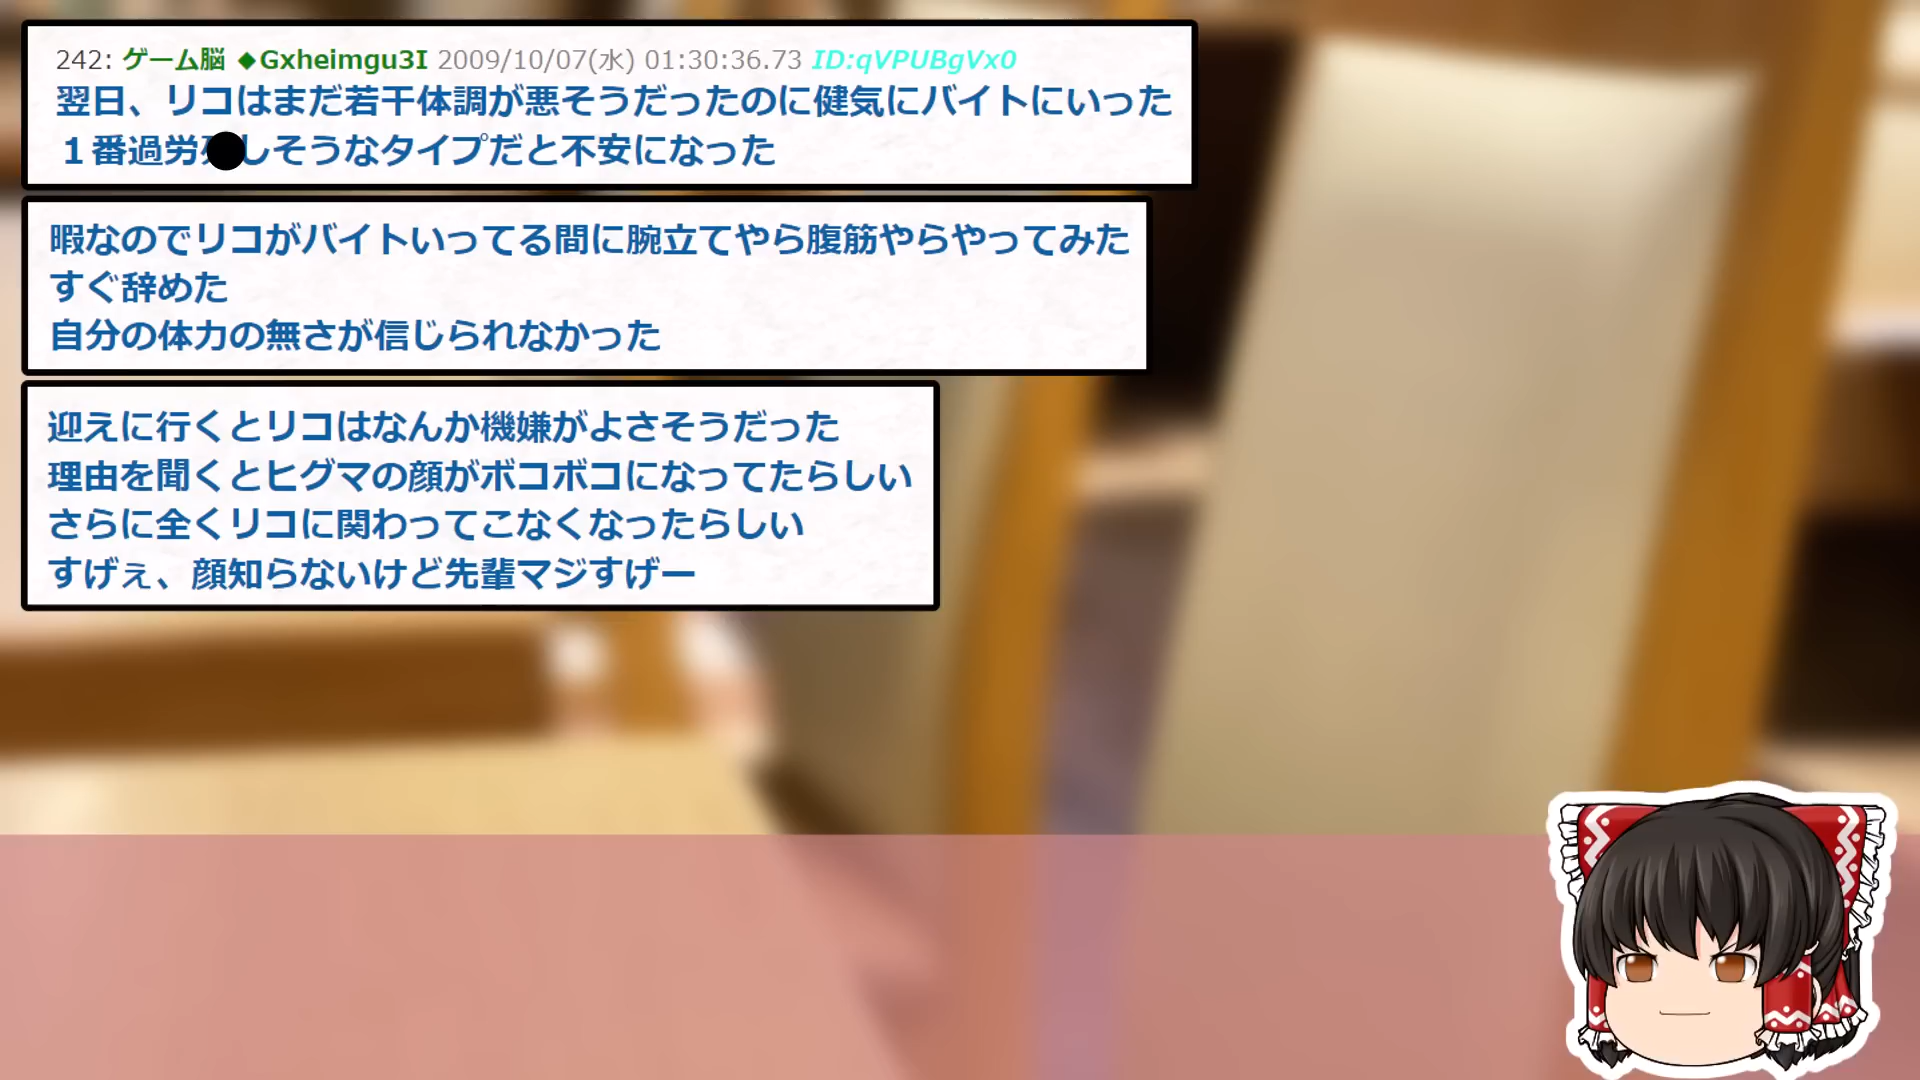 242: ゲーム脳 ◆Gxheimgu3I 2009/10/07(水) 01:30:36.73 ID:qVPUBgVx0
翌日、リコはまだ若干体調が悪そうだったのに健気にバイトにいった
１番過労●しそうなタイプだと不安になった
暇なのでリコがバイトいってる間に腕立てやら腹筋やらやってみた
すぐ辞めた
自分の体力の無さが信じられなかった
迎えに行くとリコはなんか機嫌がよさそうだった
理由を聞くとヒグマの顔がボコボコになってたらしい
さらに全くリコに関わってこなくなったらしい
すげぇ、顔知らないけど先輩マジすげー